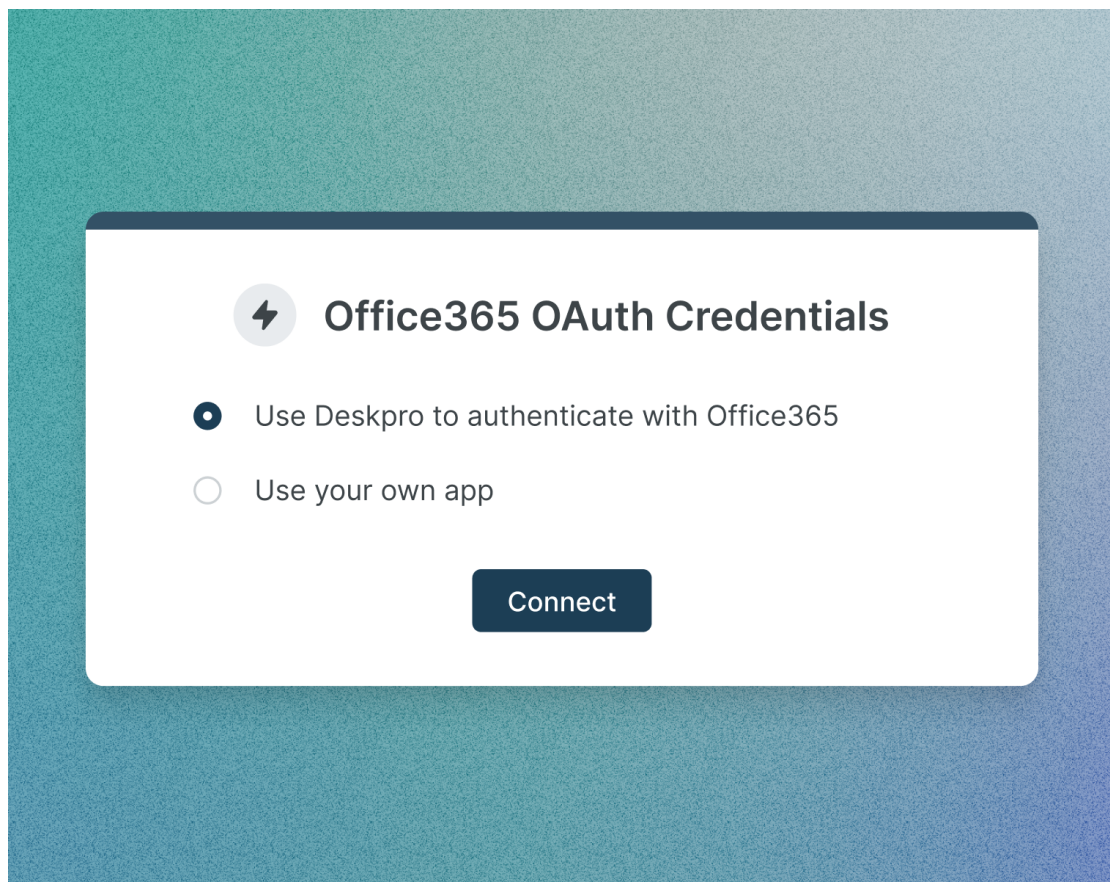 Office365 OAuth Credentials
Use Deskpro to authenticate with Office365
Use your own app
Connect